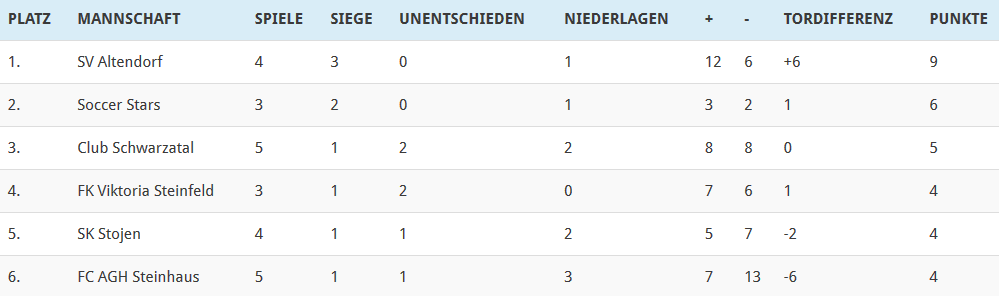 PLATZ MANNSCHAFT SPIELE SIEGE UNENTSCHIEDEN NIEDERLAGEN + - TORDIFFERENZ PUNKTE
1. SV Altendorf 4 3 0 1 12 6 +6 9
2. Soccer Stars 3 2 0 1 3 2 1 6
3. Club Schwarzatal 5 1 2 2 8 8 0 5
4. FK Viktoria Steinfeld 3 1 2 0 7 6 1 4
5. SK Stojen 4 1 1 2 5 7 -2 4
6. FC AGH Steinhaus 5 1 1 3 7 13 -6 4